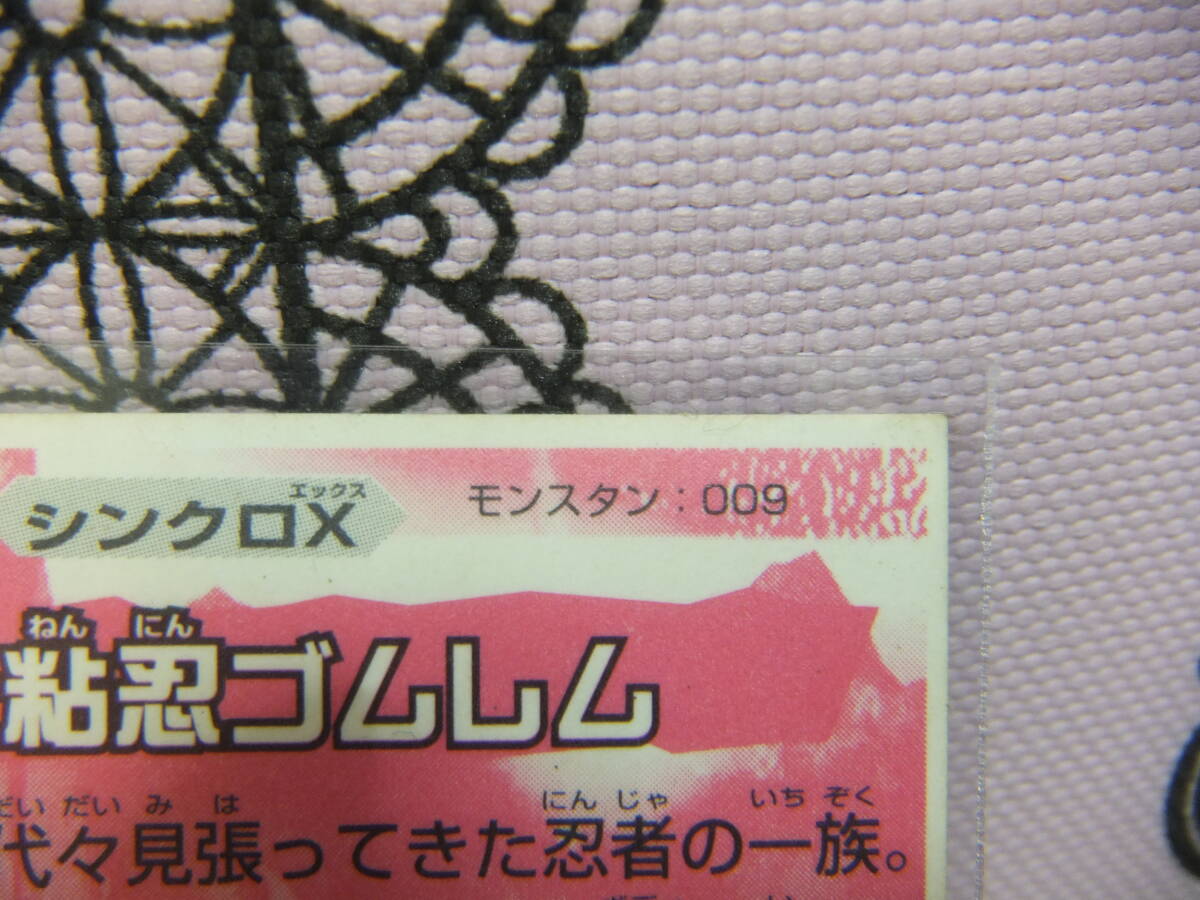 エックス
シンクロX モンスタン：009
ねん にん
粘忍ゴムレム
だい だい み は にん じゃ いち ぞく
代々見張ってきた忍者の一族。